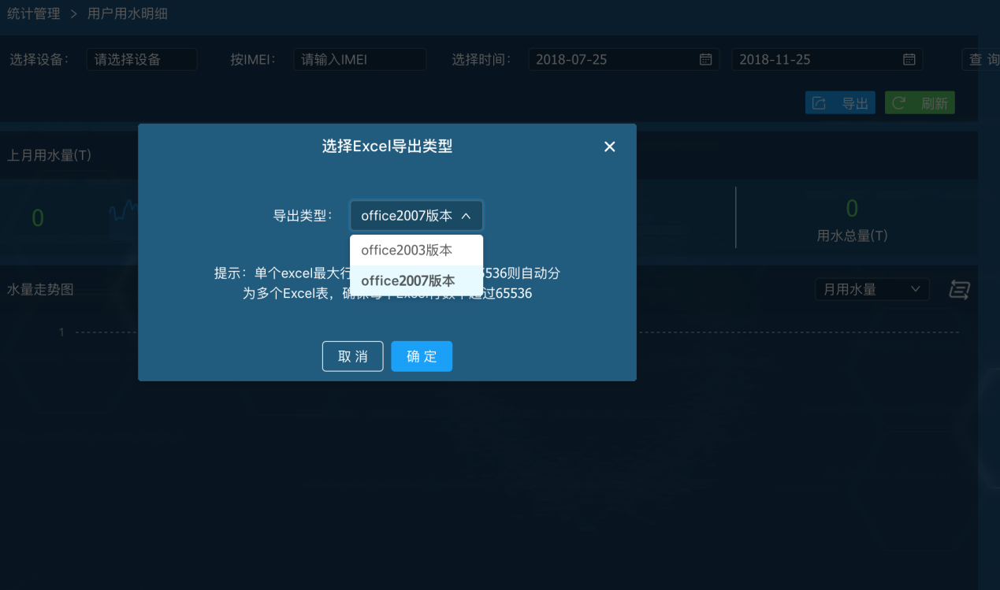 统计管理 > 用户用水明细
选择设备： 请选择设备 按IMEI： 请输入IMEI 选择时间： 2018-07-25 2018-11-25 查 询
导出 刷新
选择Excel导出类型
上月用水量(T)
导出类型： office2007版本
0
0
用水总量(T)
office2003版本
office2007版本
提示：单个excel最大行 5536则自动分
为多个Excel表， 超过65536
水量走势图 月用水量
1
取 消 确 定